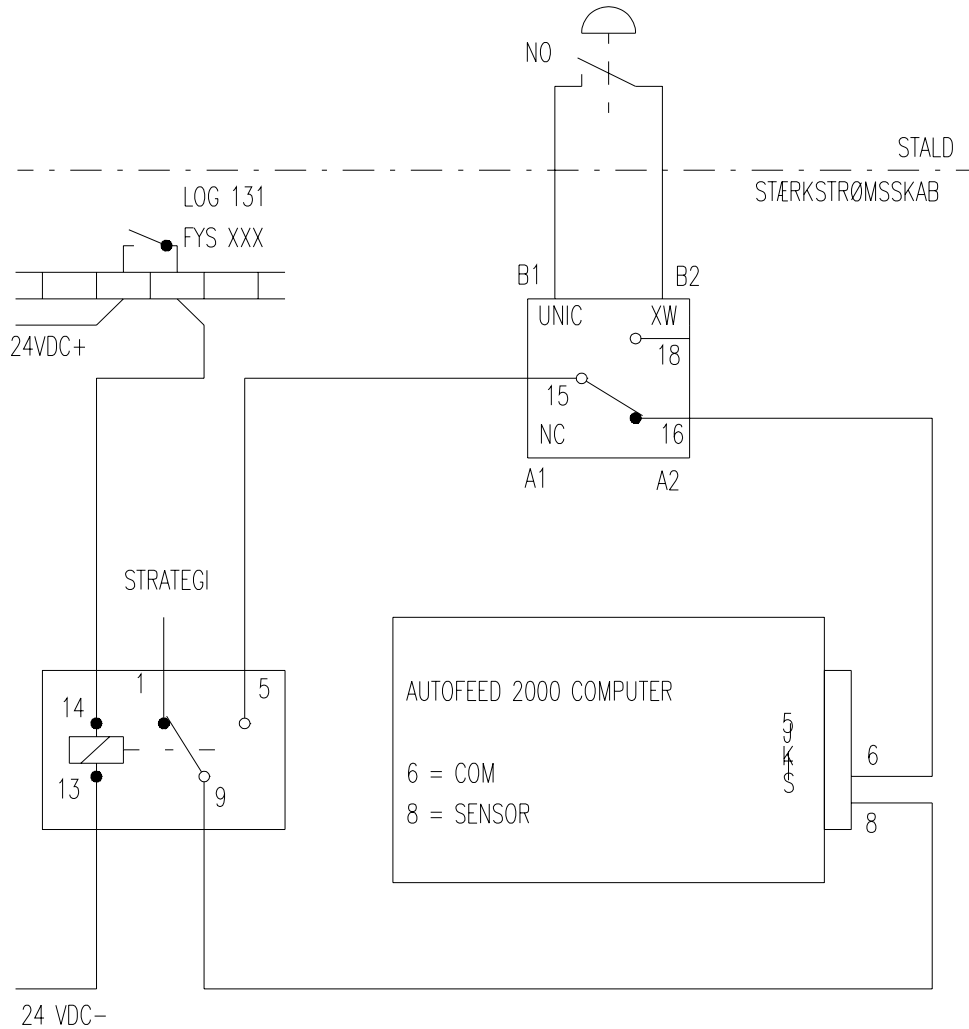 NO
STALD
STÆRKSTRØMSSKAB
LOG 131
FYS XXX
24VDC+
B1
B2
UNIC
XW
18
15
NC
16
A1
A2
STRATEGI
1
5
14
13
9
AUTOFEED 2000 COMPUTER
6 = COM
8 = SENSOR
6
8
24 VDC-